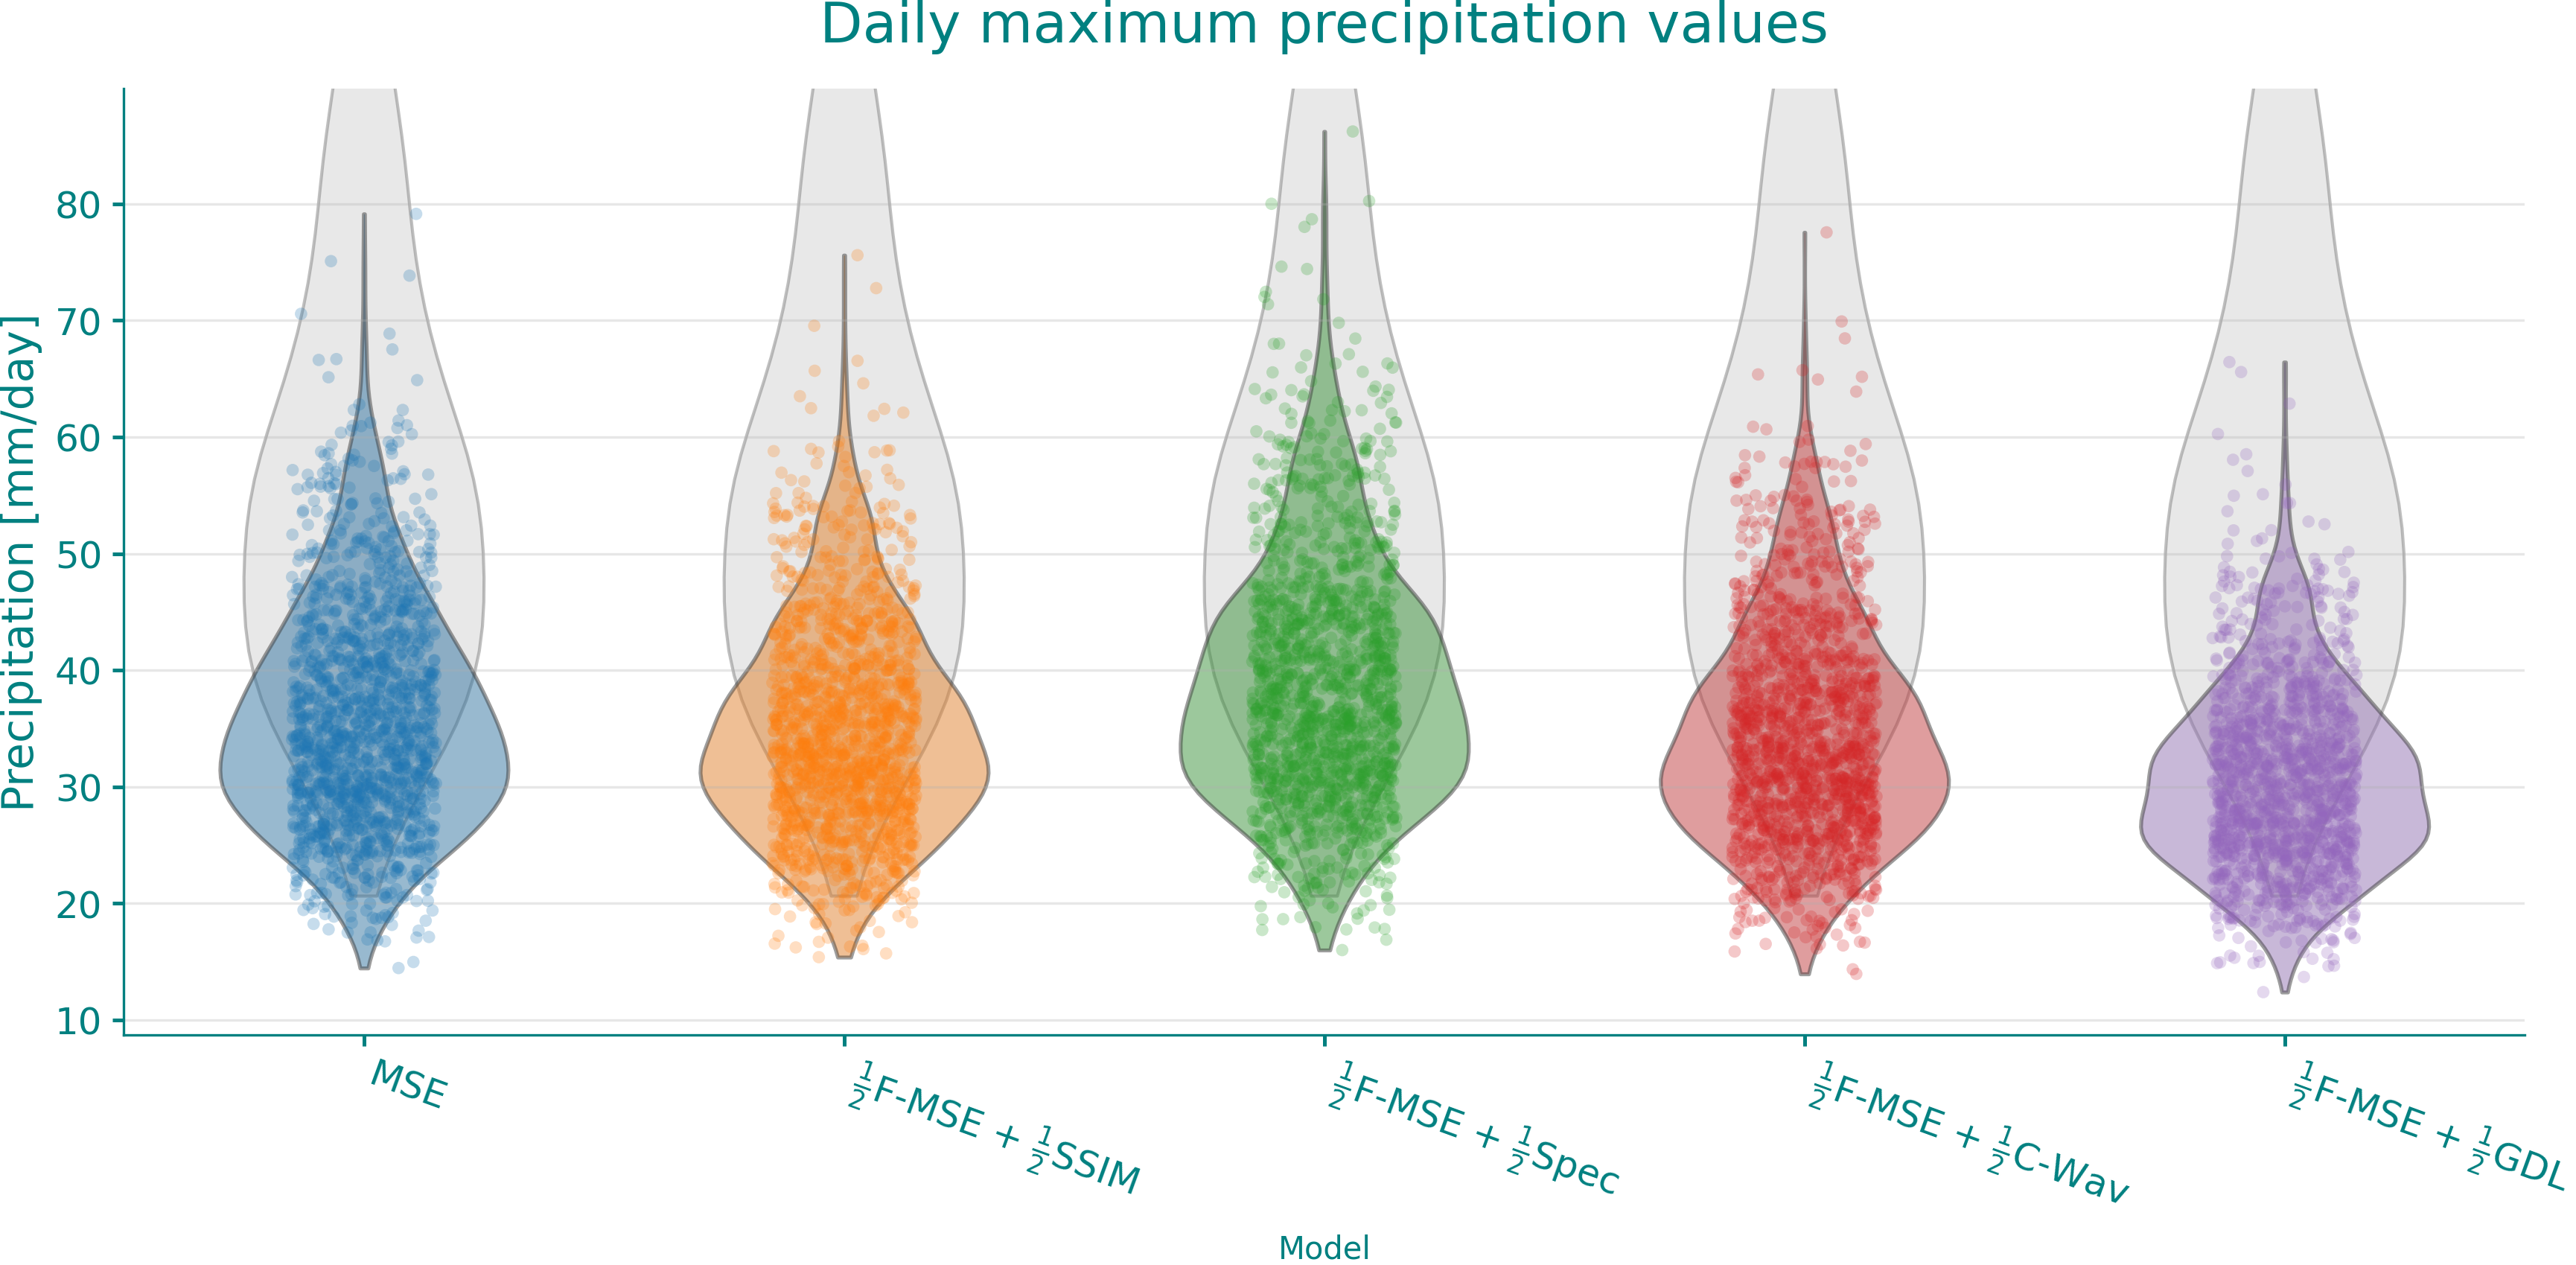 Daily maximum precipitation values
Precipitation [mm/day]
80
70
60
50
40
30
20
10
MSE
½F-MSE + ½SSIM
½F-MSE + ½Spec
½F-MSE + ½C-Wav
½F-MSE + ½GDL
Model